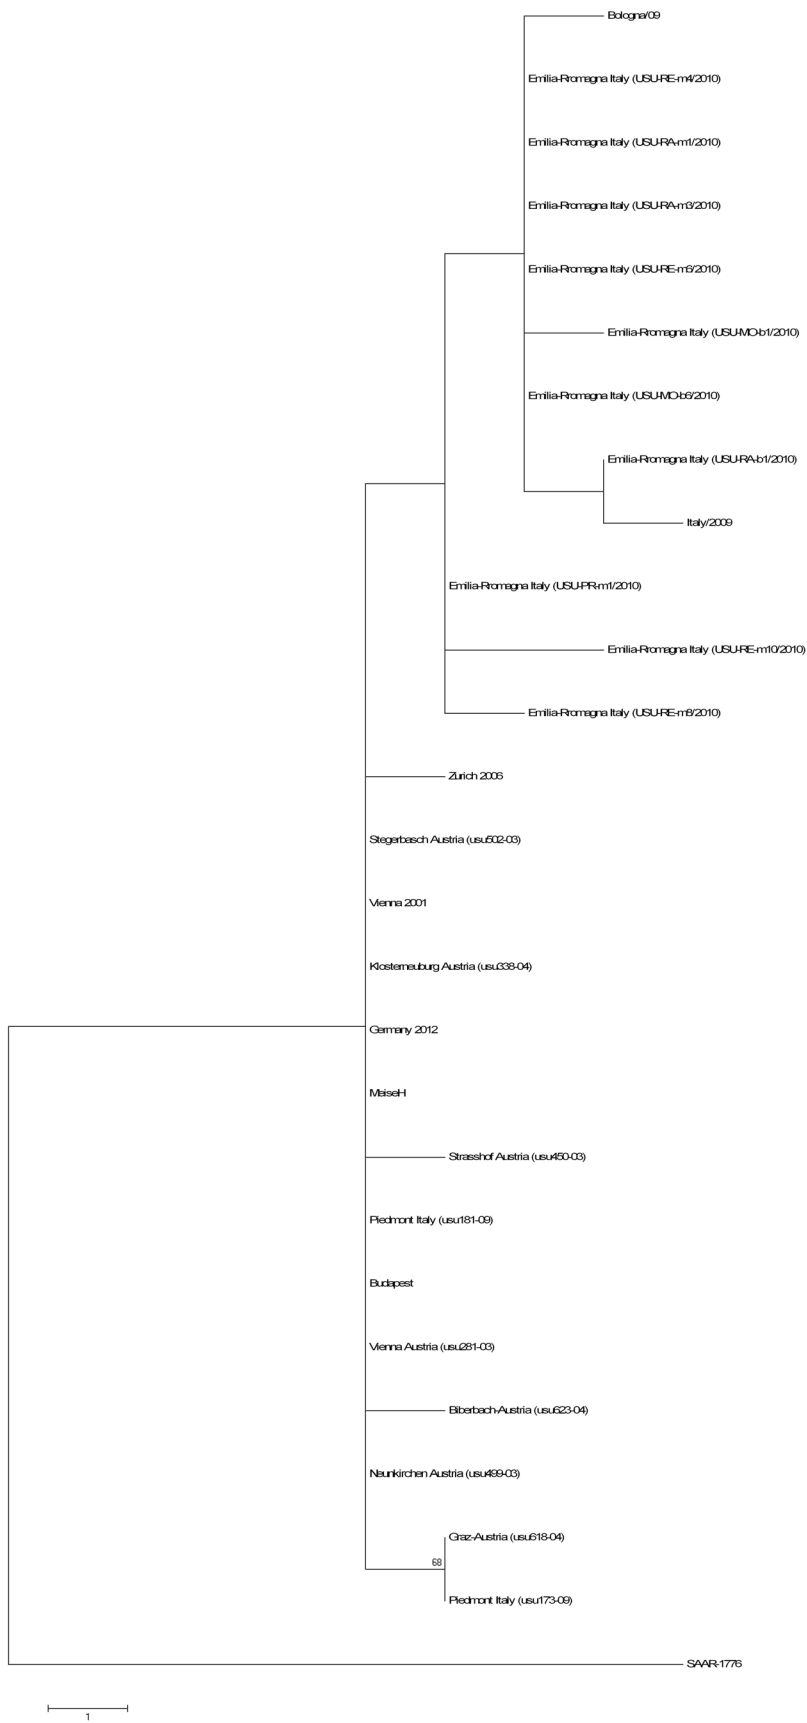 Bologna/09
Emilia-Rromagna Italy (USU-RE-m4/2010)
Emilia-Rromagna Italy (USU-RA-m1/2010)
Emilia-Rromagna Italy (USU-RA-m3/2010)
Emilia-Rromagna Italy (USU-RE-m6/2010)
Emilia-Rromagna Italy (USU-MO-b1/2010)
Emilia-Rromagna Italy (USU-MO-b6/2010)
Emilia-Rromagna Italy (USU-RA-b1/2010)
Italy/2009
Emilia-Rromagna Italy (USU-PR-m1/2010)
Emilia-Rromagna Italy (USU-RE-m10/2010)
Emilia-Rromagna Italy (USU-RE-m8/2010)
Zurich 2006
Stegerbasch Austria (usu502-03)
Vienna 2001
Klosterneuburg Austria (usu338-04)
Germany 2012
MeiseH
Strasshof Austria (usu450-03)
Piedmont Italy (usu181-09)
Budapest
Vienna Austria (usu281-03)
Biberbach-Austria (usu623-04)
Neunkirchen Austria (usu499-03)
Graz-Austria (usu618-04)
68
Piedmont Italy (usu173-09)
SAAR-1776
1